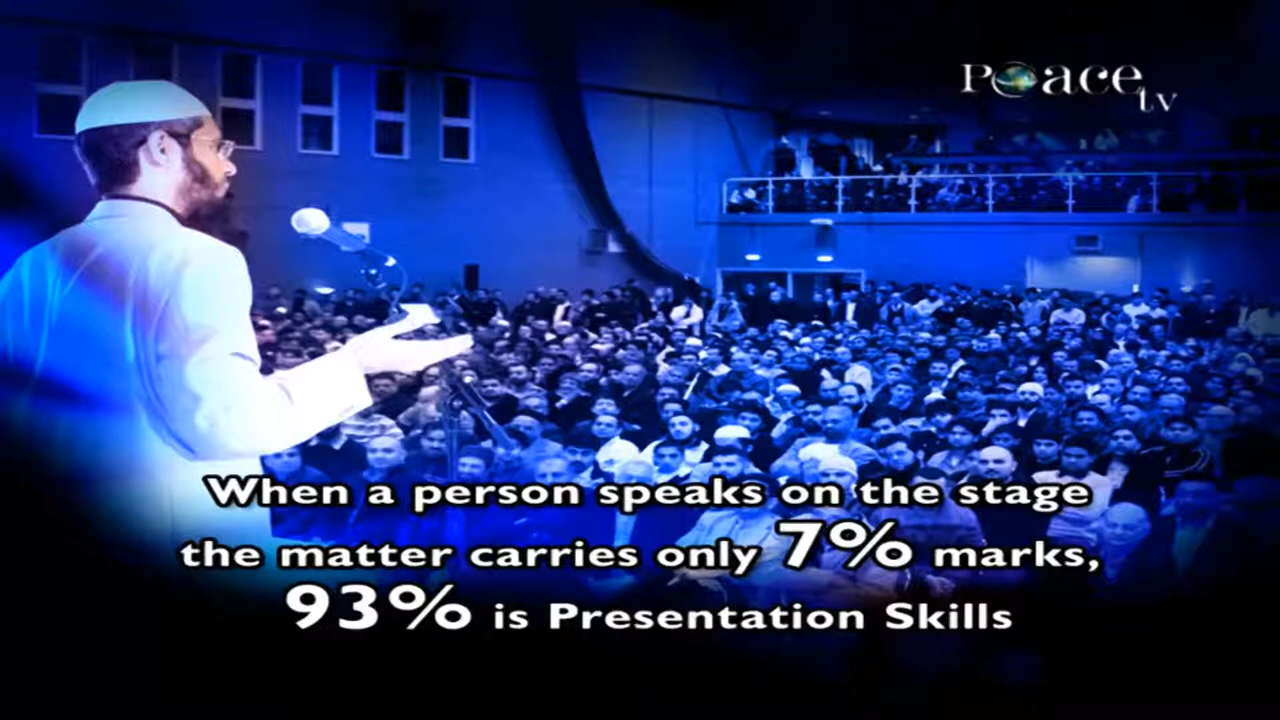 Peace tv
When a person speaks on the stage
the matter carries only 7% marks,
93% is Presentation Skills